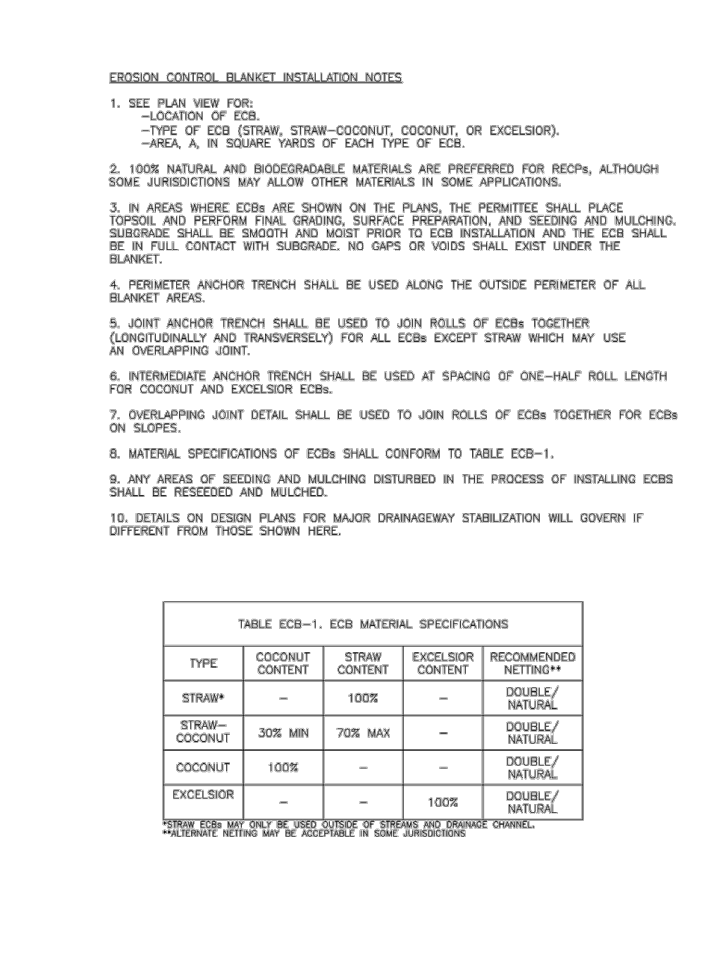 EROSION CONTROL BLANKET INSTALLATION NOTES
1. SEE PLAN VIEW FOR:
-LOCATION OF ECB.
-TYPE OF ECB (STRAW, STRAW-COCONUT, COCONUT, OR EXCELSIOR).
-AREA, A, IN SQUARE YARDS OF EACH TYPE OF ECB.
2. 100% NATURAL AND BIODEGRADABLE MATERIALS ARE PREFERRED FOR RECPs, ALTHOUGH
SOME JURISDICTIONS MAY ALLOW OTHER MATERIALS IN SOME APPLICATIONS.
3. IN AREAS WHERE ECBs ARE SHOWN ON THE PLANS, THE PERMITTEE SHALL PLACE
TOPSOIL AND PERFORM FINAL GRADING, SURFACE PREPARATION, AND SEEDING AND MULCHING.
SUBGRADE SHALL BE SMOOTH AND MOIST PRIOR TO ECB INSTALLATION AND THE ECB SHALL
BE IN FULL CONTACT WITH SUBGRADE. NO GAPS OR VOIDS SHALL EXIST UNDER THE
BLANKET.
4. PERIMETER ANCHOR TRENCH SHALL BE USED ALONG THE OUTSIDE PERIMETER OF ALL
BLANKET AREAS.
5. JOINT ANCHOR TRENCH SHALL BE USED TO JOIN ROLLS OF ECBs TOGETHER
(LONGITUDINALLY AND TRANSVERSELY) FOR ALL ECBs EXCEPT STRAW WHICH MAY USE
AN OVERLAPPING JOINT.
6. INTERMEDIATE ANCHOR TRENCH SHALL BE USED AT SPACING OF ONE-HALF ROLL LENGTH
FOR COCONUT AND EXCELSIOR ECBs.
7. OVERLAPPING JOINT DETAIL SHALL BE USED TO JOIN ROLLS OF ECBs TOGETHER FOR ECBs
ON SLOPES.
8. MATERIAL SPECIFICATIONS OF ECBs SHALL CONFORM TO TABLE ECB-1.
9. ANY AREAS OF SEEDING AND MULCHING DISTURBED IN THE PROCESS OF INSTALLING ECBS
SHALL BE RESEEDED AND MULCHED.
10. DETAILS ON DESIGN PLANS FOR MAJOR DRAINAGEWAY STABILIZATION WILL GOVERN IF
DIFFERENT FROM THOSE SHOWN HERE.
TABLE ECB-1. ECB MATERIAL SPECIFICATIONS
TYPE
COCONUT
CONTENT
STRAW
CONTENT
EXCELSIOR
CONTENT
RECOMMENDED
NETTING**
STRAW*
-
100%
-
DOUBLE/
NATURAL
STRAW-
COCONUT
30% MIN
70% MAX
-
DOUBLE/
NATURAL
COCONUT
100%
-
-
DOUBLE/
NATURAL
EXCELSIOR
-
-
100%
DOUBLE/
NATURAL
*STRAW ECBs MAY ONLY BE USED OUTSIDE OF STREAMS AND DRAINAGE CHANNEL.
**ALTERNATE NETTING MAY BE ACCEPTABLE IN SOME JURISDICTIONS